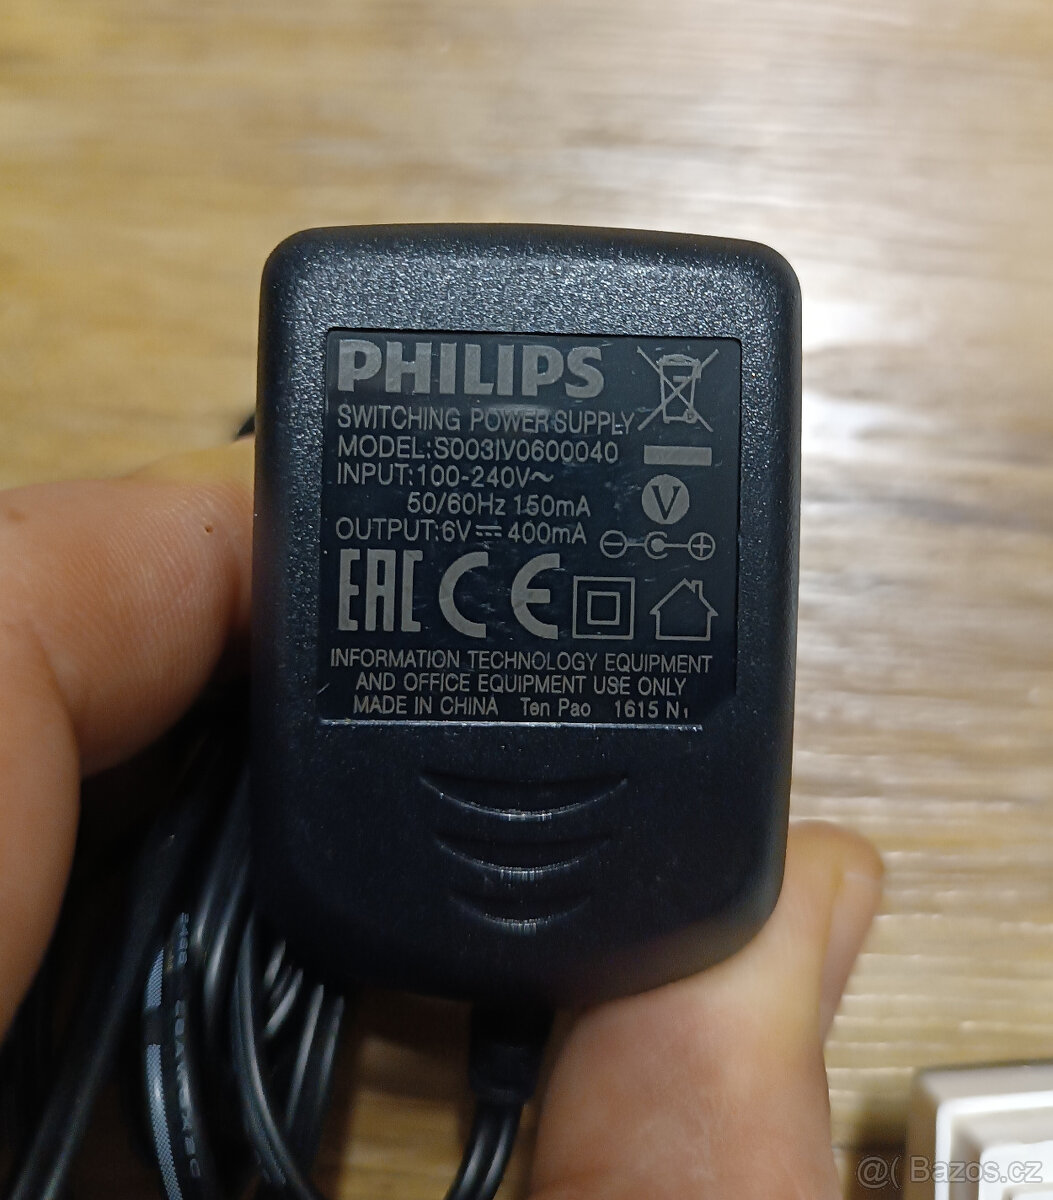 PHILIPS
SWITCHING POWER SUPPLY
MODEL:S003IV0600040
INPUT:100-240V~
50/60Hz 150mA
V
OUTPUT:6V⎓400mA
EAC CE
INFORMATION TECHNOLOGY EQUIPMENT
AND OFFICE EQUIPMENT USE ONLY
MADE IN CHINA Ten Pao 1615 N1
@( Bazos.cz